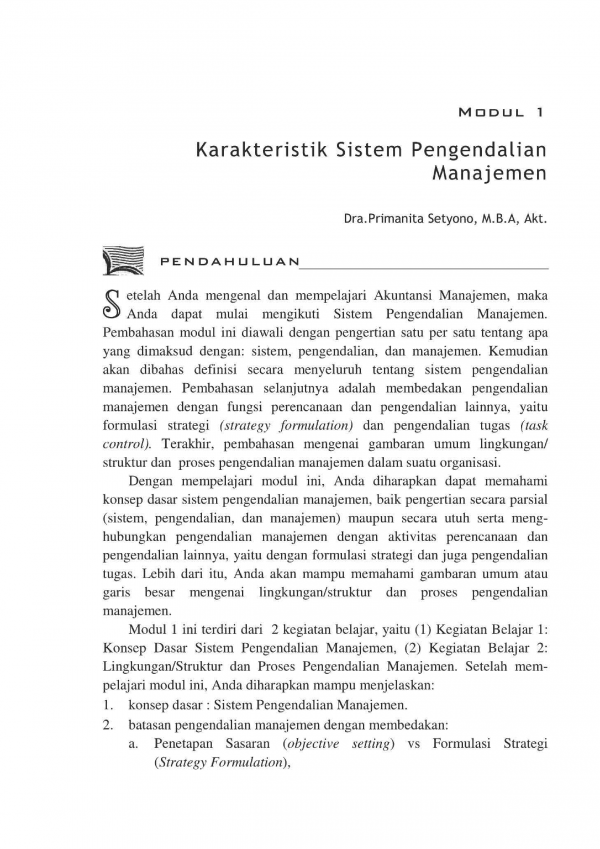 MODUL 1
Karakteristik Sistem Pengendalian
Manajemen
Dra.Primanita Setyono, M.B.A, Akt.
PENDAHULUAN
Setelah Anda mengenal dan mempelajari Akuntansi Manajemen, maka
Anda dapat mulai mengikuti Sistem Pengendalian Manajemen.
Pembahasan modul ini diawali dengan pengertian satu per satu tentang apa
yang dimaksud dengan: sistem, pengendalian, dan manajemen. Kemudian
akan dibahas definisi secara menyeluruh tentang sistem pengendalian
manajemen. Pembahasan selanjutnya adalah membedakan pengendalian
manajemen dengan fungsi perencanaan dan pengendalian lainnya, yaitu
formulasi strategi (strategy formulation) dan pengendalian tugas (task
control). Terakhir, pembahasan mengenai gambaran umum lingkungan/
struktur dan proses pengendalian manajemen dalam suatu organisasi.
Dengan mempelajari modul ini, Anda diharapkan dapat memahami
konsep dasar sistem pengendalian manajemen, baik pengertian secara parsial
(sistem, pengendalian, dan manajemen) maupun secara utuh serta meng-
hubungkan pengendalian manajemen dengan aktivitas perencanaan dan
pengendalian lainnya, yaitu dengan formulasi strategi dan juga pengendalian
tugas. Lebih dari itu, Anda akan mampu memahami gambaran umum atau
garis besar mengenai lingkungan/struktur dan proses pengendalian
manajemen.
Modul 1 ini terdiri dari 2 kegiatan belajar, yaitu (1) Kegiatan Belajar 1:
Konsep Dasar Sistem Pengendalian Manajemen, (2) Kegiatan Belajar 2:
Lingkungan/Struktur dan Proses Pengendalian Manajemen. Setelah mem-
pelajari modul ini, Anda diharapkan mampu menjelaskan:
1. konsep dasar : Sistem Pengendalian Manajemen.
2. batasan pengendalian manajemen dengan membedakan:
a. Penetapan Sasaran (objective setting) vs Formulasi Strategi
(Strategy Formulation),